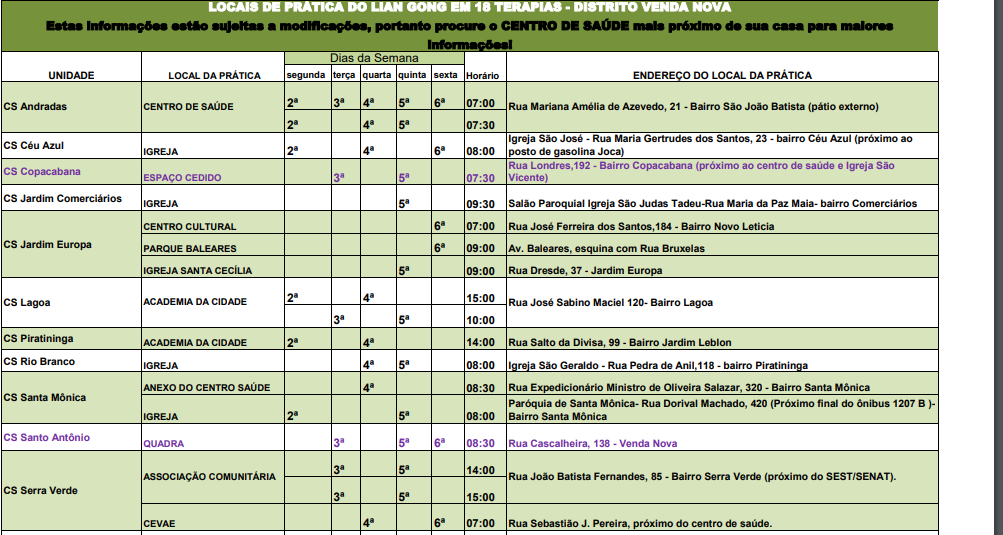 LOCAIS DE PRÁTICA DO LIAN GONG EM 18 TERAPIAS - DISTRITO VENDA NOVA
Estas informações estão sujeitas a modificações, portanto procure o CENTRO DE SAÚDE mais próximo de sua casa para maiores
informações!
UNIDADE LOCAL DA PRÁTICA Dias da Semana Horário ENDEREÇO DO LOCAL DA PRÁTICA
segunda terça quarta quinta sexta
CS Andradas CENTRO DE SAÚDE 2ª 3ª 4ª 5ª 6ª 07:00 Rua Mariana Amélia de Azevedo, 21 - Bairro São João Batista (pátio externo)
2ª 4ª 5ª 07:30
CS Céu Azul IGREJA 2ª 4ª 6ª 08:00 Igreja São José - Rua Maria Gertrudes dos Santos, 23 - bairro Céu Azul (próximo ao
posto de gasolina Joca)
CS Copacabana ESPAÇO CEDIDO 3ª 5ª 07:30 Rua Londres,192 - Bairro Copacabana (próximo ao centro de saúde e Igreja São
Vicente)
CS Jardim Comerciários IGREJA 5ª 09:30 Salão Paroquial Igreja São Judas Tadeu-Rua Maria da Paz Maia- bairro Comerciários
CS Jardim Europa CENTRO CULTURAL 6ª 07:00 Rua José Ferreira dos Santos,184 - Bairro Novo Leticia
PARQUE BALEARES 6ª 09:00 Av. Baleares, esquina com Rua Bruxelas
IGREJA SANTA CECÍLIA 5ª 09:00 Rua Dresde, 37 - Jardim Europa
CS Lagoa ACADEMIA DA CIDADE 2ª 4ª 15:00 Rua José Sabino Maciel 120- Bairro Lagoa
3ª 5ª 10:00
CS Piratininga ACADEMIA DA CIDADE 2ª 4ª 14:00 Rua Salto da Divisa, 99 - Bairro Jardim Leblon
CS Rio Branco IGREJA 4ª 5ª 08:00 Igreja São Geraldo - Rua Pedra de Anil,118 - bairro Piratininga
CS Santa Mônica ANEXO DO CENTRO SAÚDE 4ª 08:30 Rua Expedicionário Ministro de Oliveira Salazar, 320 - Bairro Santa Mônica
IGREJA 2ª 5ª 08:00 Paróquia de Santa Mônica- Rua Dorival Machado, 420 (Próximo final do ônibus 1207 B )-
Bairro Santa Mônica
CS Santo Antônio QUADRA 3ª 5ª 6ª 08:30 Rua Cascalheira, 138 - Venda Nova
CS Serra Verde ASSOCIAÇÃO COMUNITÁRIA 3ª 5ª 14:00 Rua João Batista Fernandes, 85 - Bairro Serra Verde (próximo do SEST/SENAT).
3ª 5ª 15:00
CEVAE 4ª 6ª 07:00 Rua Sebastião J. Pereira, próximo do centro de saúde.